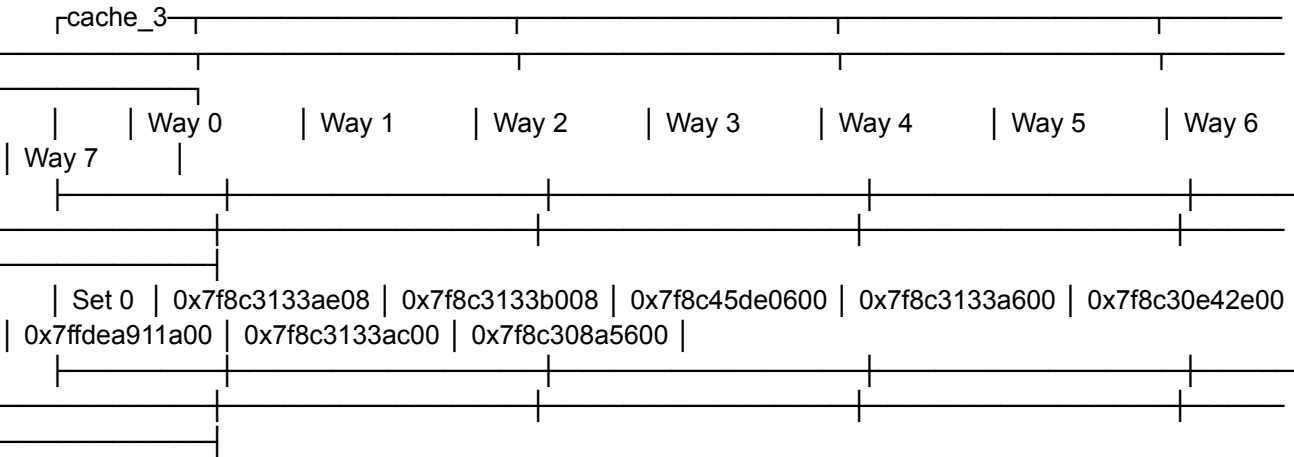 cache_3
│ │ Way 0 │ Way 1 │ Way 2 │ Way 3 │ Way 4 │ Way 5 │ Way 6
│ Way 7 │
│ Set 0 │ 0x7f8c3133ae08 │ 0x7f8c3133b008 │ 0x7f8c45de0600 │ 0x7f8c3133a600 │ 0x7f8c30e42e00
│ 0x7ffdea911a00 │ 0x7f8c3133ac00 │ 0x7f8c308a5600 │